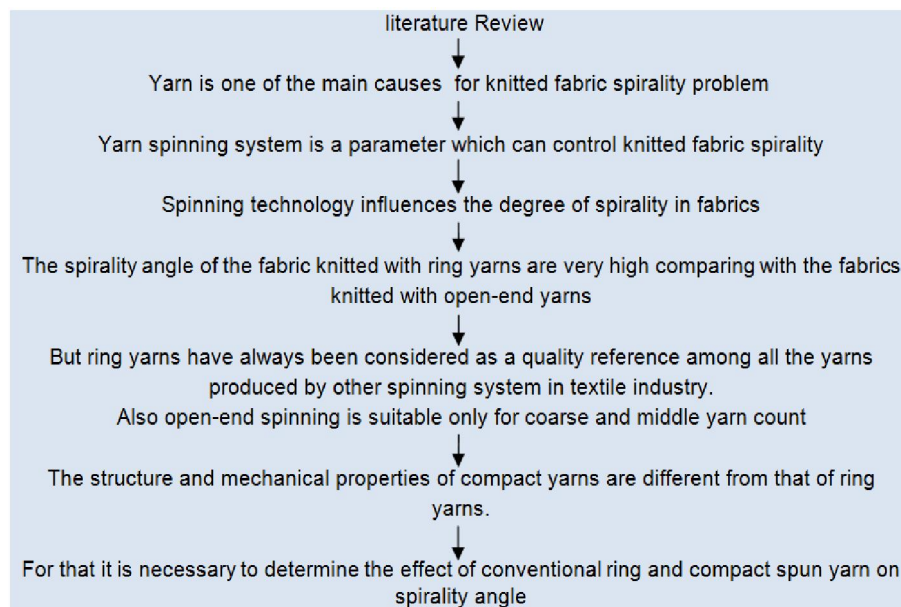 literature Review
Yarn is one of the main causes for knitted fabric spirality problem
Yarn spinning system is a parameter which can control knitted fabric spirality
Spinning technology influences the degree of spirality in fabrics
The spirality angle of the fabric knitted with ring yarns are very high comparing with the fabrics
knitted with open-end yarns
But ring yarns have always been considered as a quality reference among all the yarns
produced by other spinning system in textile industry.
Also open-end spinning is suitable only for coarse and middle yarn count
The structure and mechanical properties of compact yarns are different from that of ring
yarns.
For that it is necessary to determine the effect of conventional ring and compact spun yarn on
spirality angle